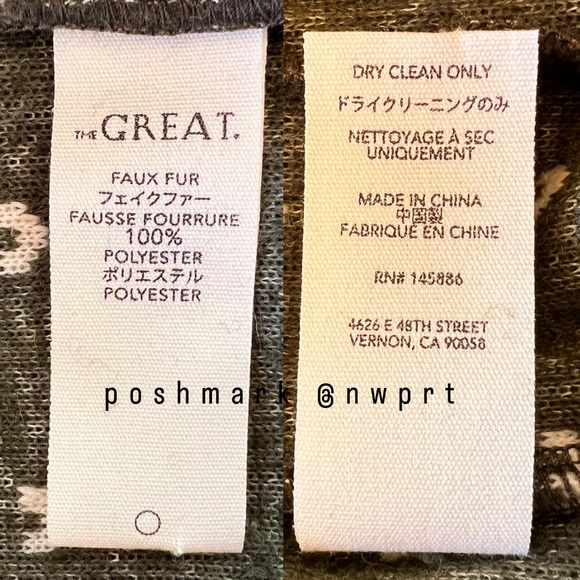 THE GREAT.
FAUX FUR
フェイクファー
FAUSSE FOURRURE
100%
POLYESTER
ポリエステル
POLYESTER
DRY CLEAN ONLY
ドライクリーニングのみ
NETTOYAGE À SEC
UNIQUEMENT
MADE IN CHINA
中国製
FABRIQUÉ EN CHINE
RN# 145886
4626 E 48TH STREET
VERNON, CA 90058
poshmark @nwprt